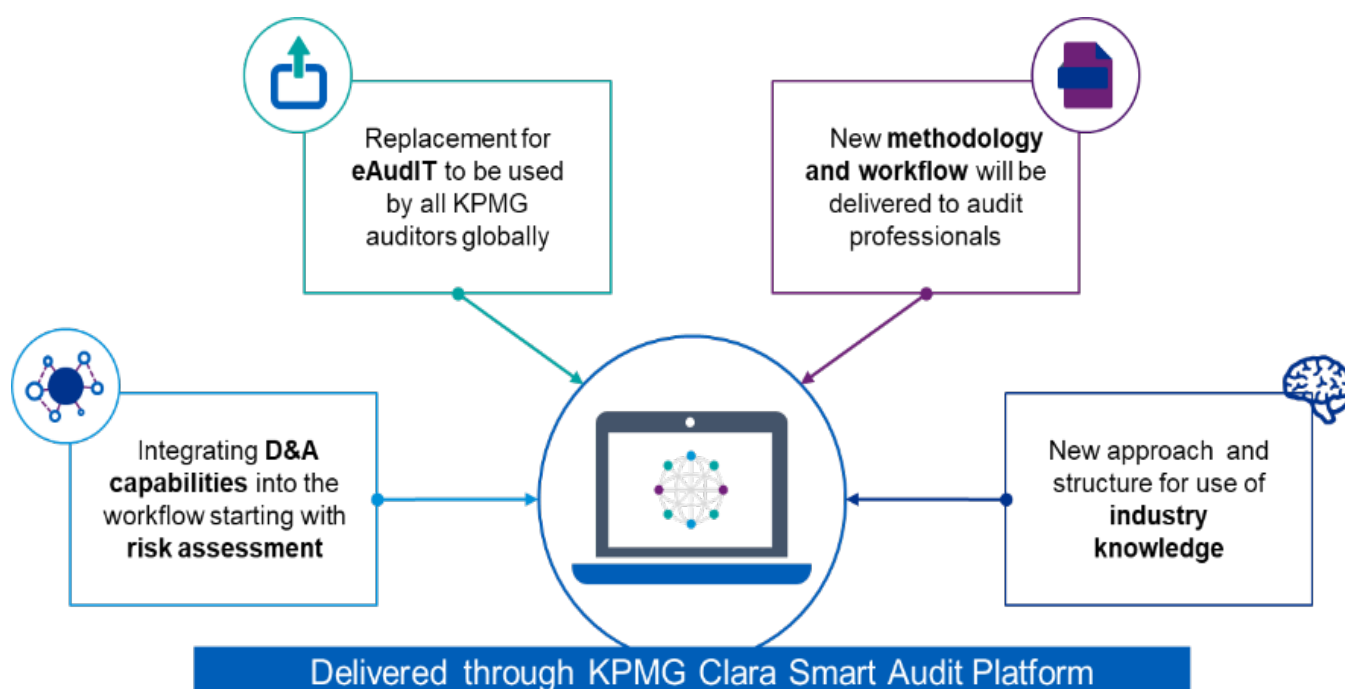 Replacement for
eAudIT to be used
by all KPMG
auditors globally
New methodology
and workflow will be
delivered to audit
professionals
Integrating D&A
capabilities into the
workflow starting with
risk assessment
New approach and
structure for use of
industry
knowledge
Delivered through KPMG Clara Smart Audit Platform